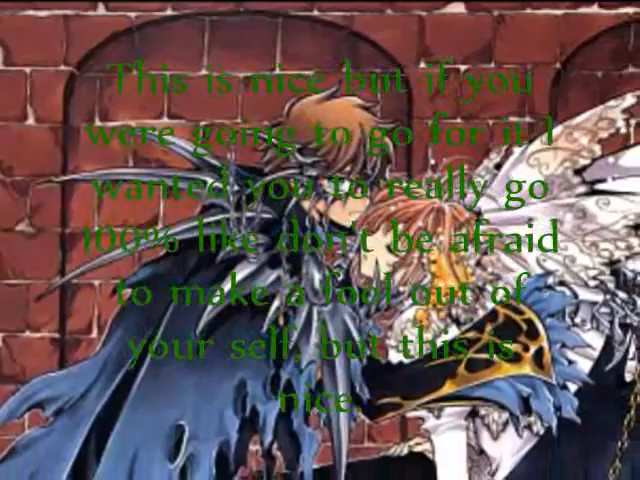 This is nice but if you
were going to go for it I
wanted you to really go
100% like don't be afraid
to make a fool out of
your self, but this is
nice.